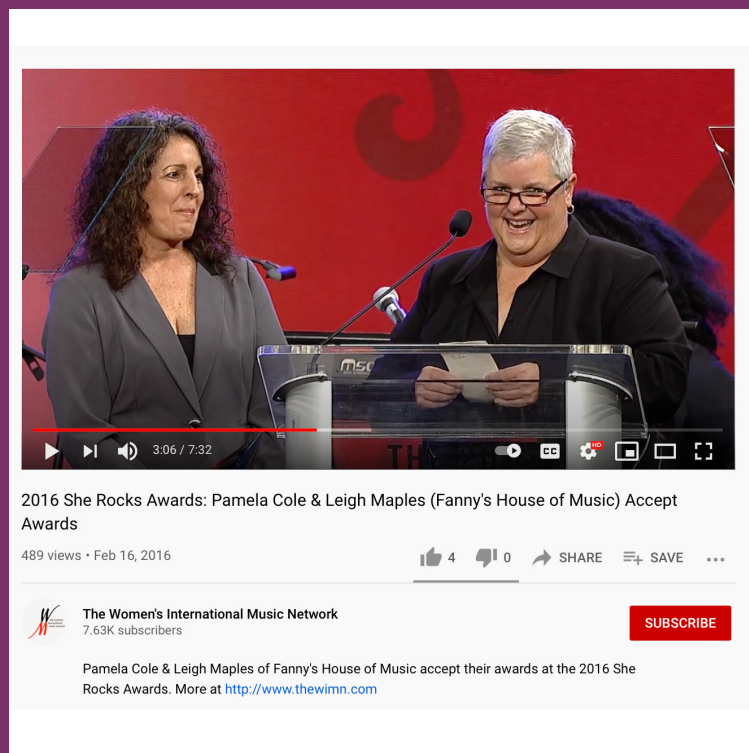 3:06 / 7:32
CC
HD
2016 She Rocks Awards: Pamela Cole & Leigh Maples (Fanny's House of Music) Accept
Awards
489 views • Feb 16, 2016
4
0
SHARE
SAVE
The Women's International Music Network
7.63K subscribers
SUBSCRIBE
Pamela Cole & Leigh Maples of Fanny's House of Music accept their awards at the 2016 She
Rocks Awards. More at http://www.thewimn.com